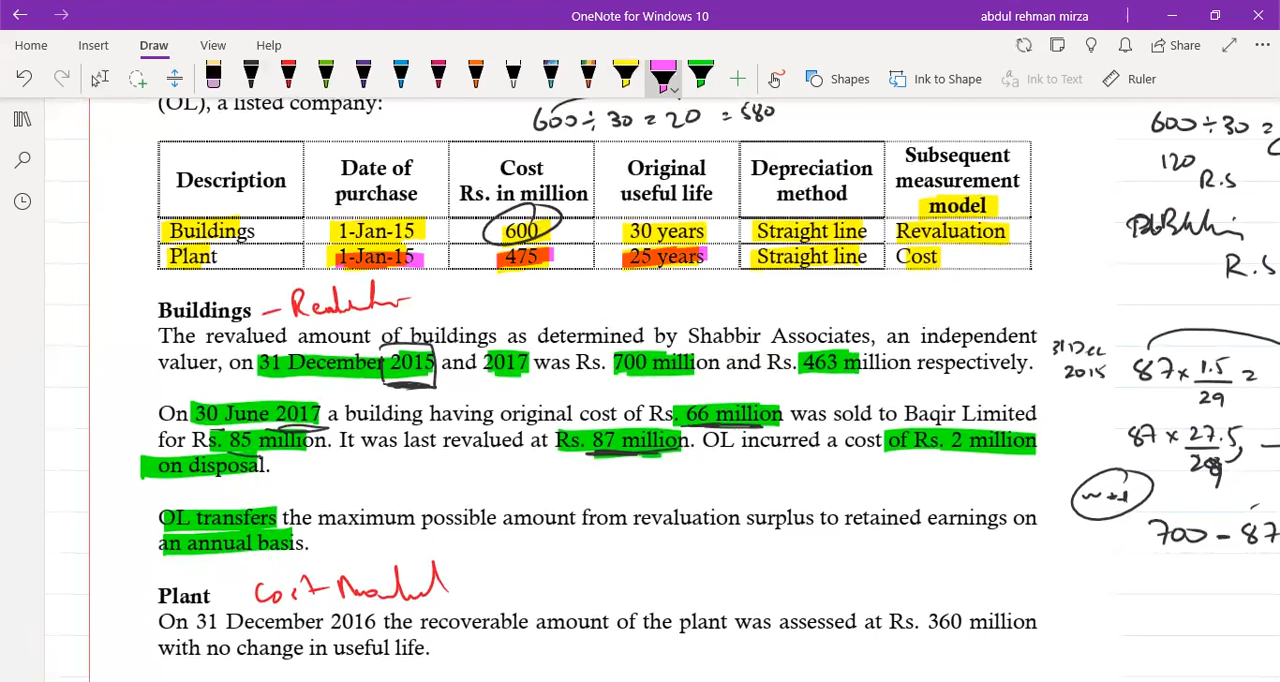 OneNote for Windows 10
abdul rehman mirza
Home Insert Draw View Help
Share
Shapes Ink to Shape Ink to Text Ruler
(OL), a listed company:
600 ÷ 30 = 20 = 580
Description Date of purchase Cost Rs. in million Original useful life Depreciation method Subsequent measurement model
Buildings 1-Jan-15 600 30 years Straight line Revaluation
Plant 1-Jan-15 475 25 years Straight line Cost
Buildings
The revalued amount of buildings as determined by Shabbir Associates, an independent
valuer, on 31 December 2015 and 2017 was Rs. 700 million and Rs. 463 million respectively.
On 30 June 2017 a building having original cost of Rs. 66 million was sold to Baqir Limited
for Rs. 85 million. It was last revalued at Rs. 87 million. OL incurred a cost of Rs. 2 million
on disposal.
OL transfers the maximum possible amount from revaluation surplus to retained earnings on
an annual basis.
Plant Cost Model
On 31 December 2016 the recoverable amount of the plant was assessed at Rs. 360 million
with no change in useful life.
600 ÷ 30 =
120
R.S
R.S
31 Dec
2015
87 × 1.5 =
29
87 × 27.5
700 - 87